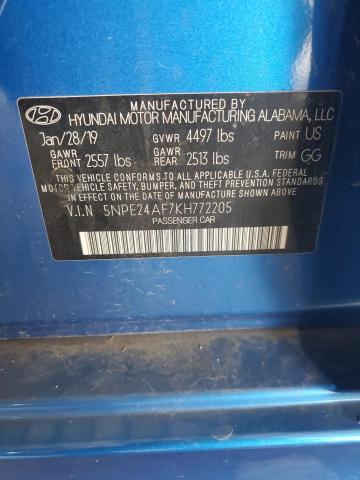 MANUFACTURED BY
HYUNDAI MOTOR MANUFACTURING ALABAMA, LLC
Jan/28/19 GVWR 4497 lbs PAINT US
GAWR FRONT 2557 lbs GAWR REAR 2513 lbs TRIM GG
THIS VEHICLE CONFORMS TO ALL APPLICABLE U.S.A FEDERAL
MOTOR VEHICLE SAFETY, BUMPER, AND THEFT PREVENTION
STANDARDS IN EFFECT ON THE DATE OF MANUFACTURE SHOWN ABOVE.
V.I.N 5NPE24AF7KH772205
PASSENGER CAR